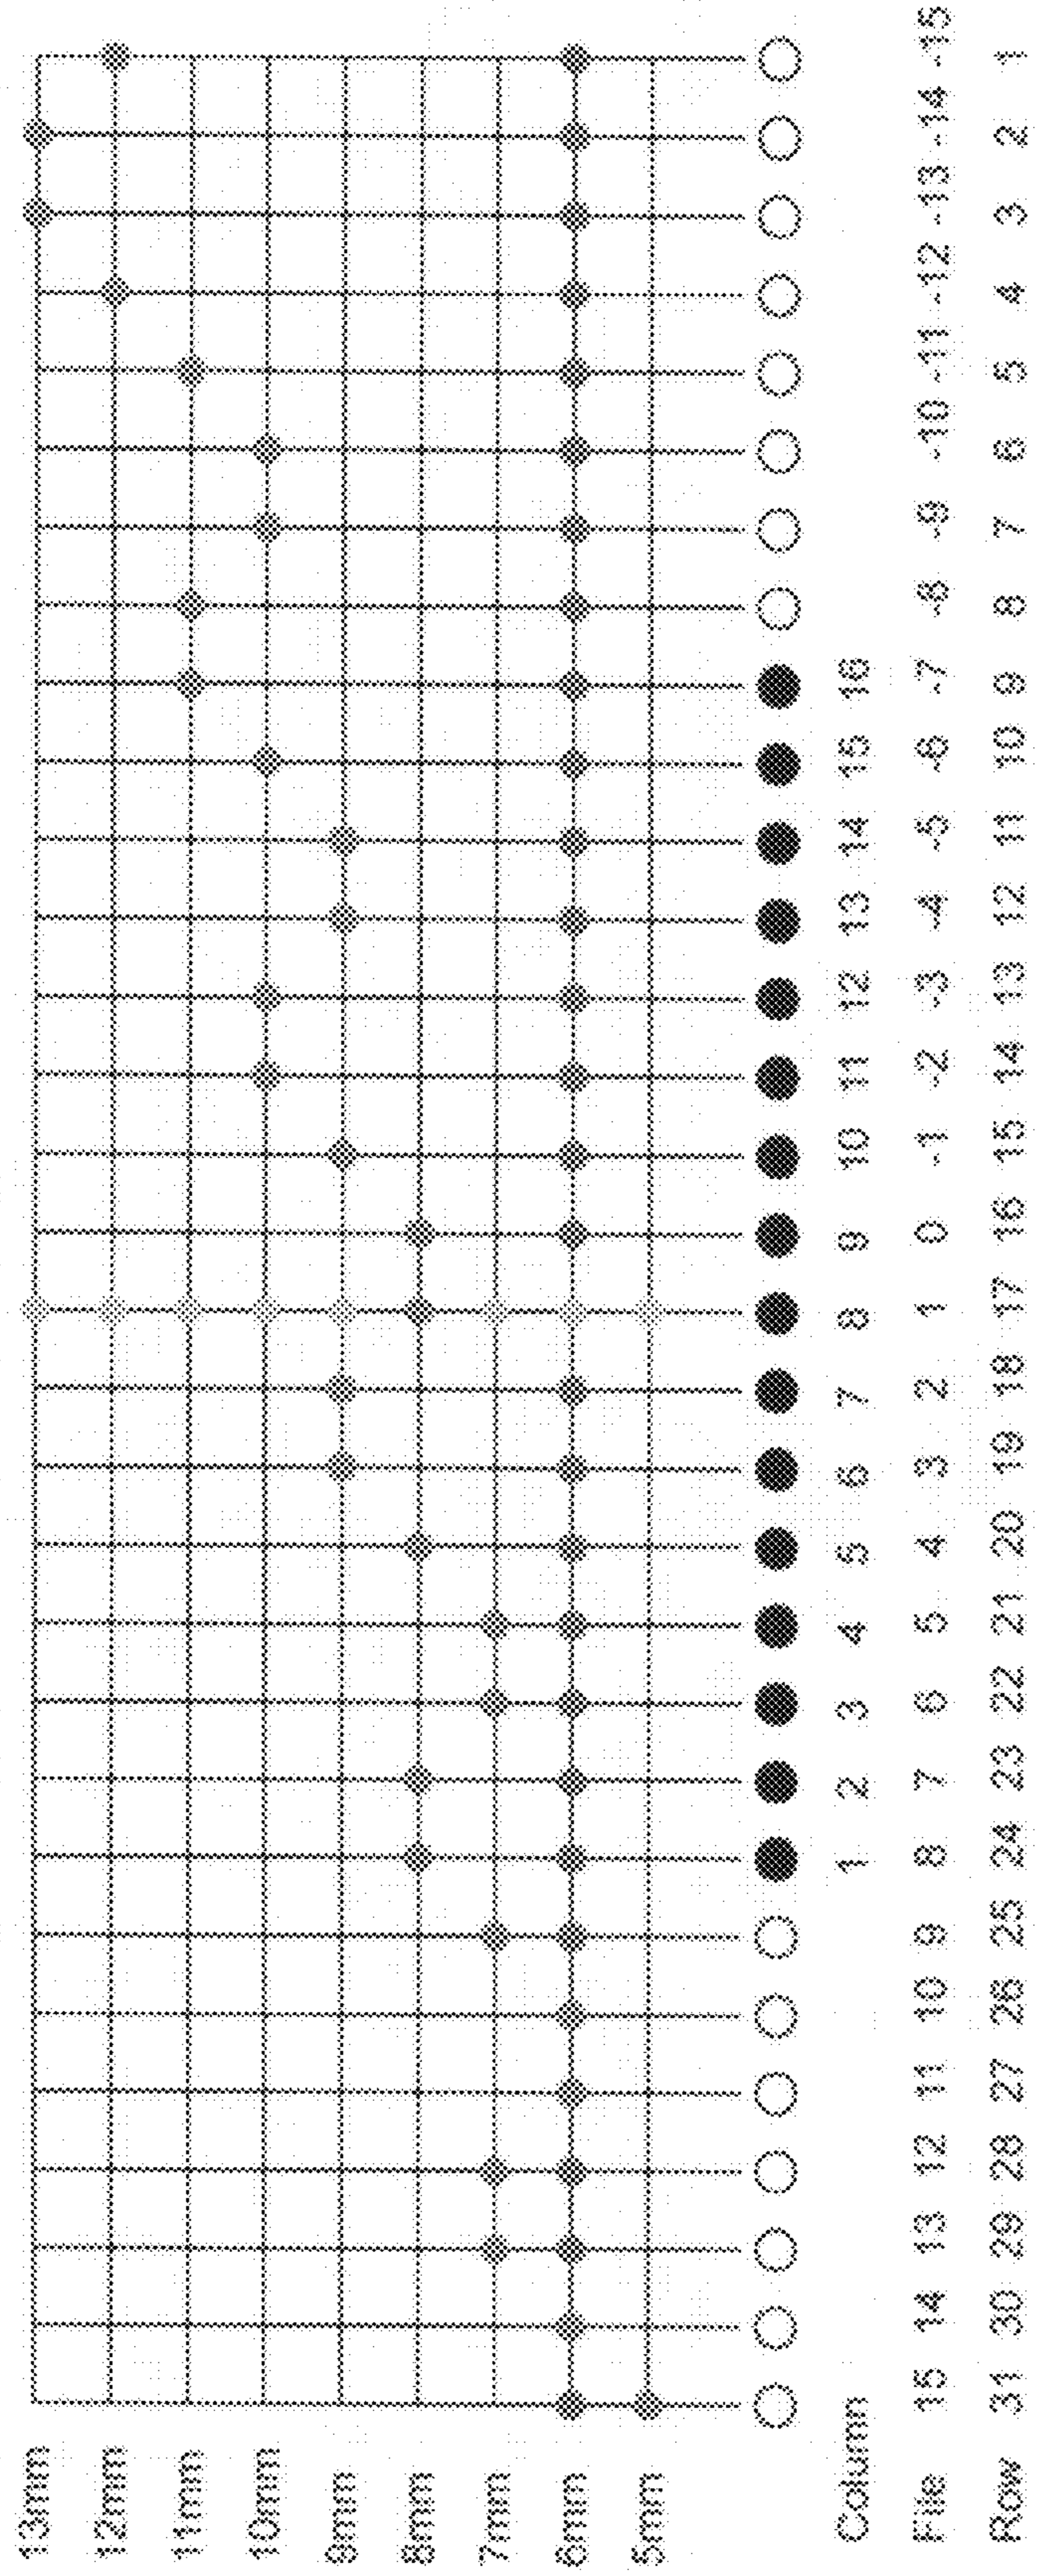 13mm
12mm
11mm
10mm
9mm
8mm
7mm
6mm
5mm
Column 1 2 3 4 5 6 7 8 9 10 11 12 13 14 15 16
File 15 14 13 12 11 10 9 8 7 6 5 4 3 2 1 0 -1 -2 -3 -4 -5 -6 -7 -8 -9 -10 -11 -12 -13 -14 -15
Row 31 30 29 28 27 26 25 24 23 22 21 20 19 18 17 16 15 14 13 12 11 10 9 8 7 6 5 4 3 2 1